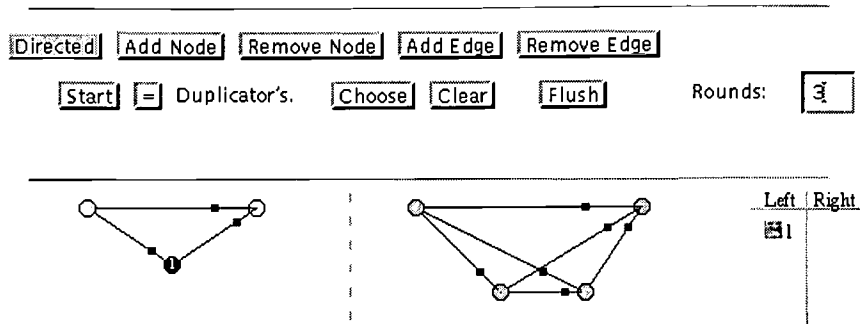 Directed Add Node Remove Node Add Edge Remove Edge
Start = Duplicator's. Choose Clear Flush Rounds: 3
Left Right
1
1